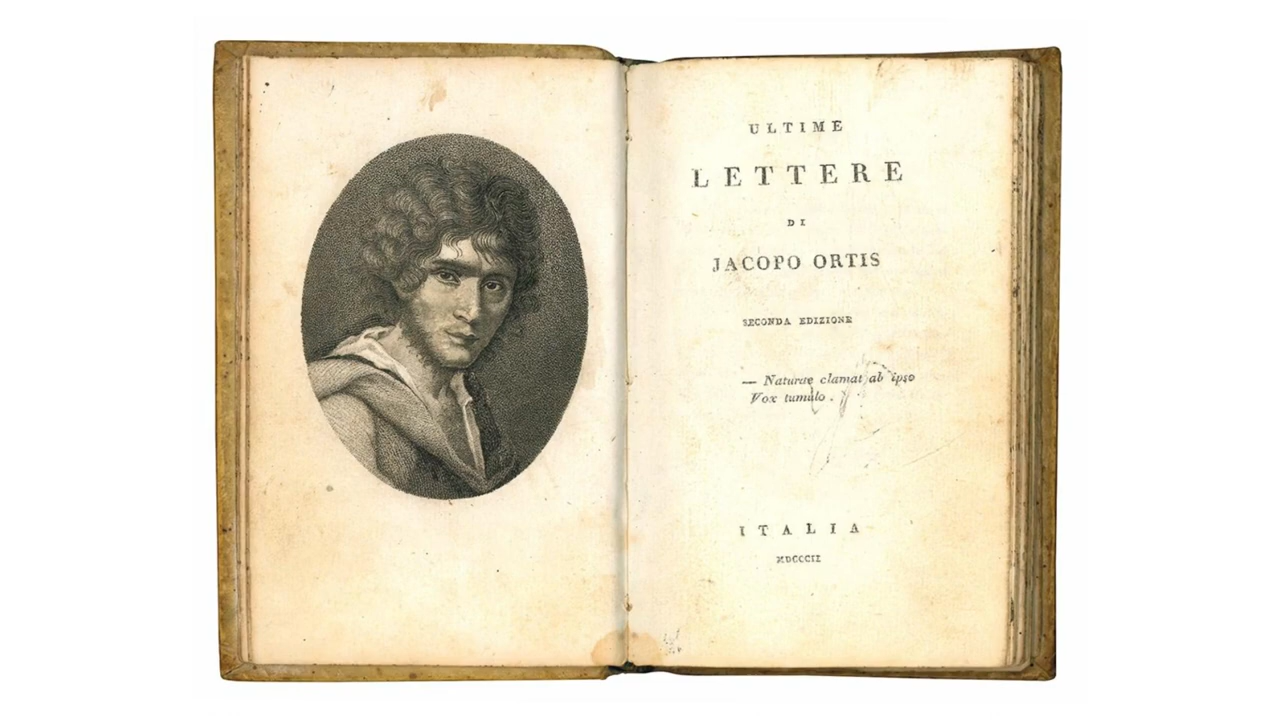 ULTIME
LETTERE
DI
JACOPO ORTIS
SECONDA EDIZIONE
— Naturae clamat ab ipso
Vox tumulo .
ITALIA
MDCCCII